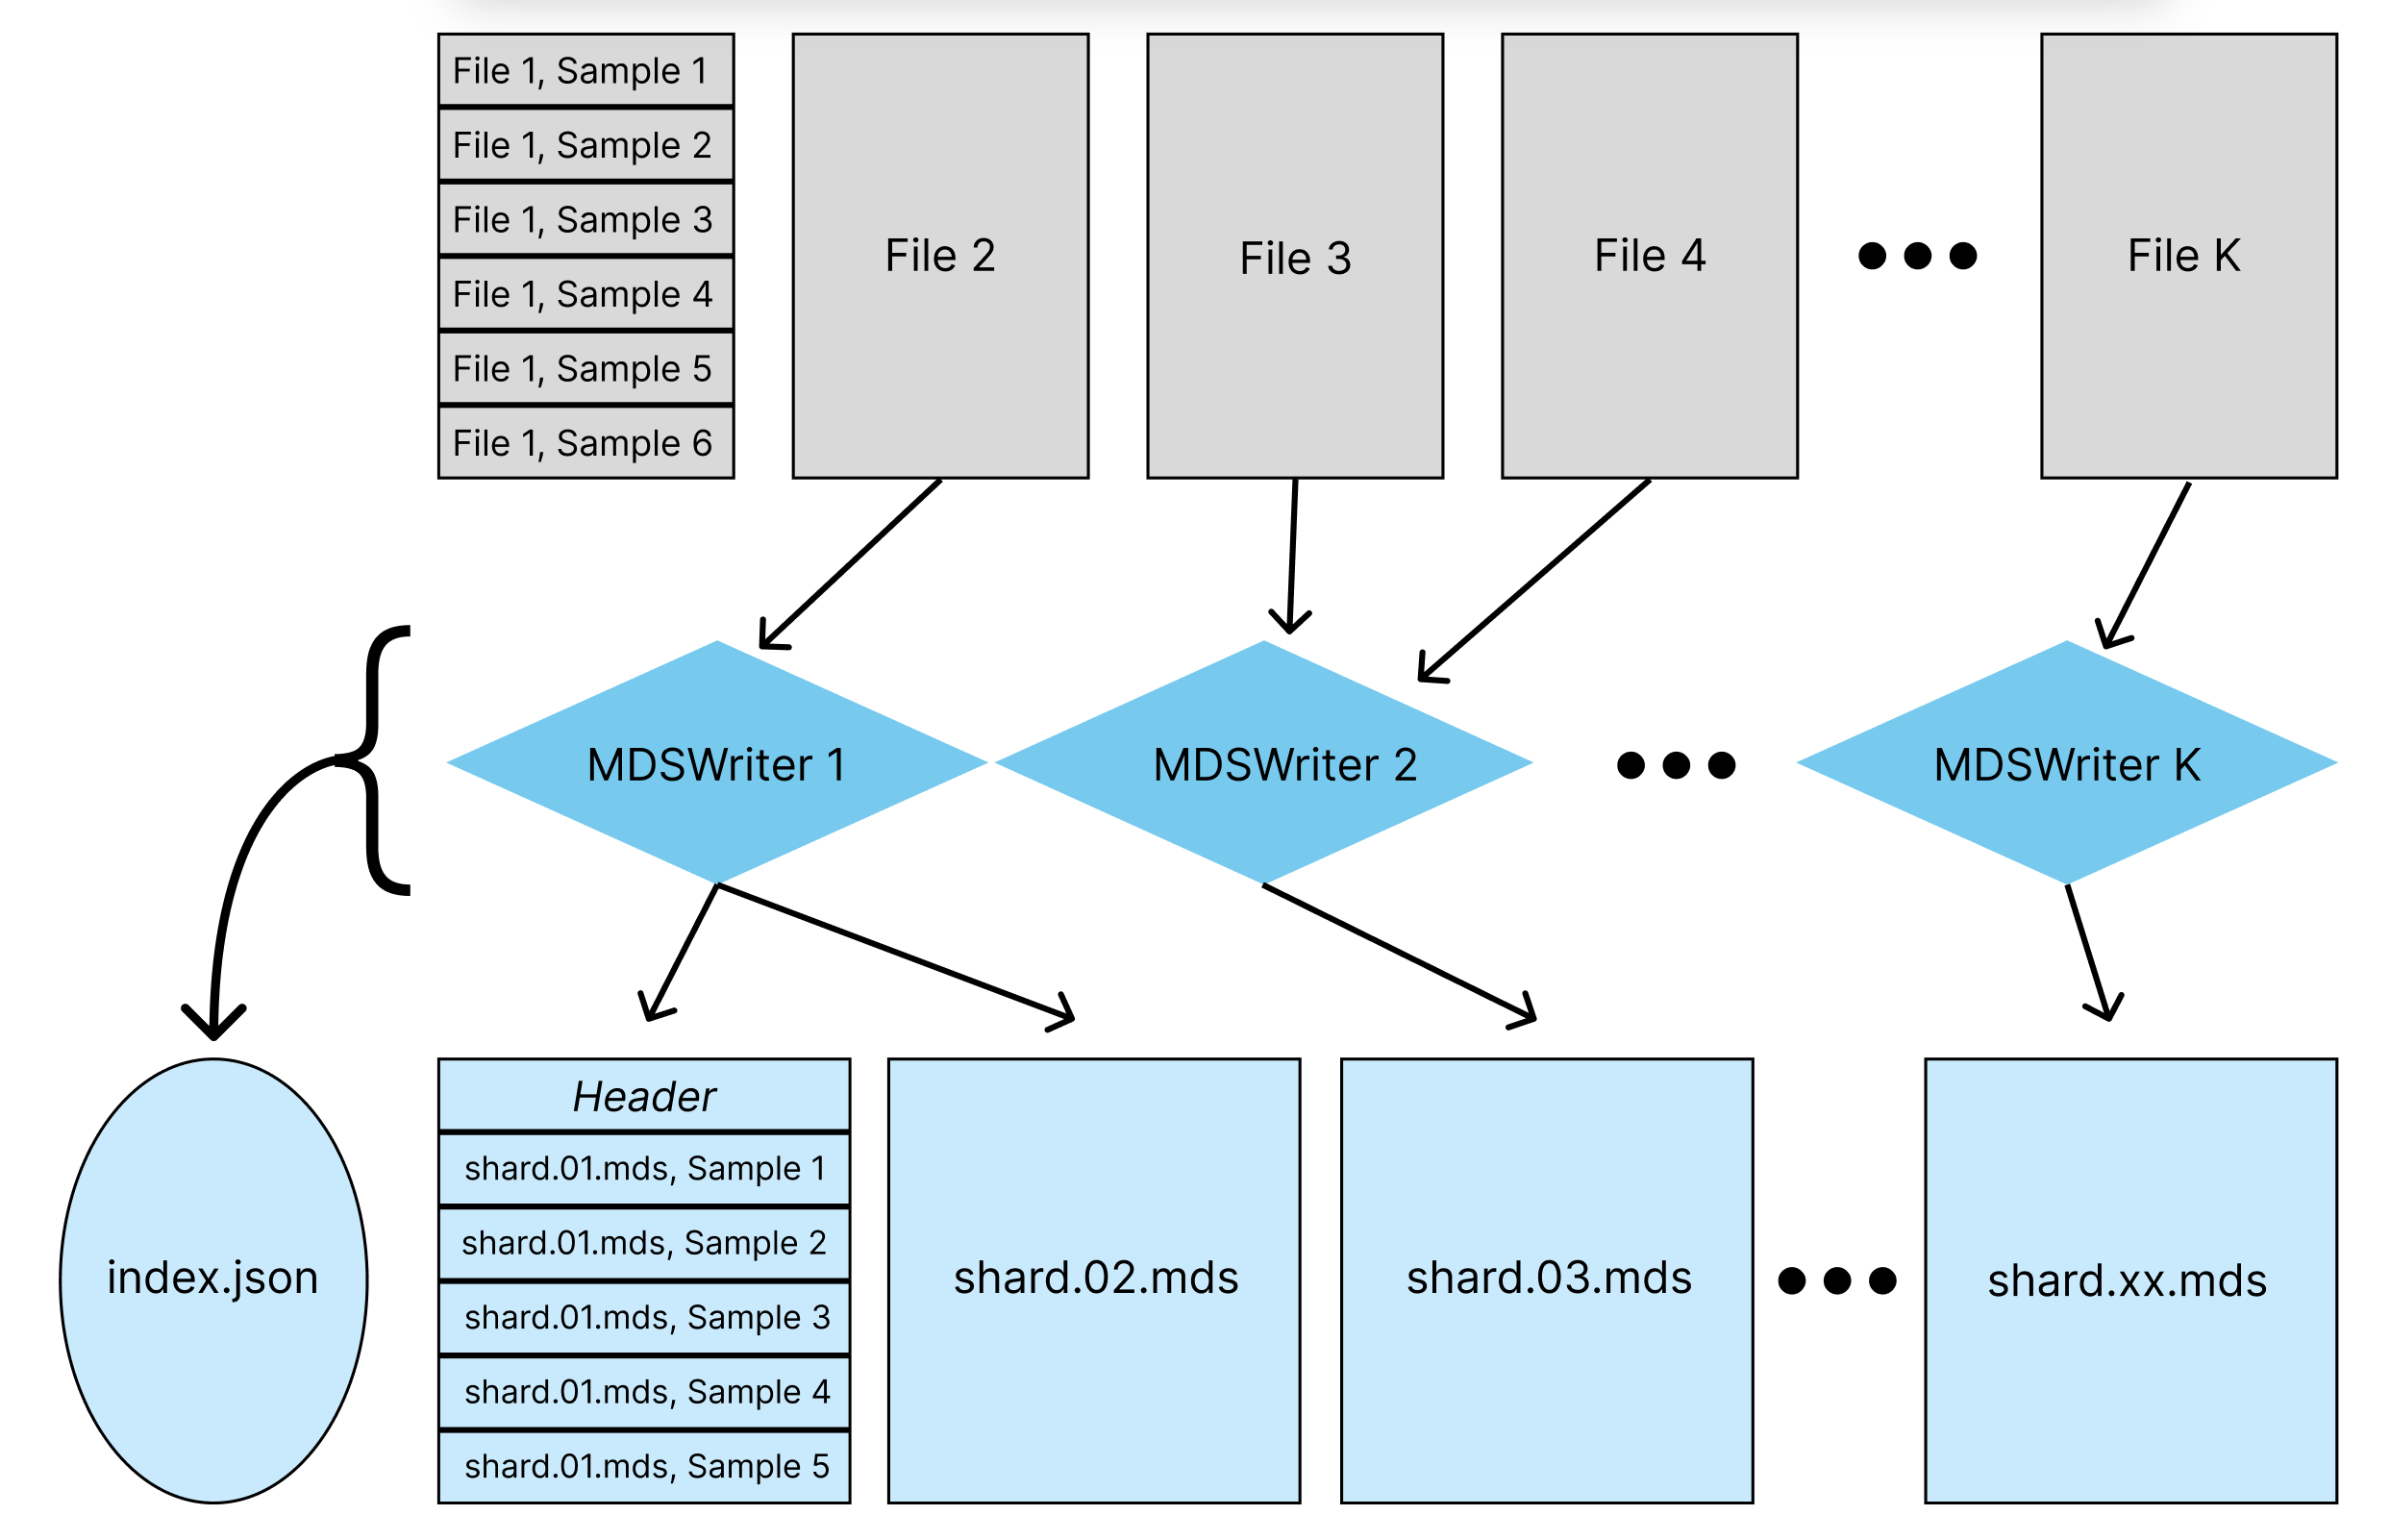 File 1, Sample 1
File 1, Sample 2
File 1, Sample 3
File 1, Sample 4
File 1, Sample 5
File 1, Sample 6
File 2
File 3
File 4
File K
MDSWriter 1
MDSWriter 2
MDSWriter K
index.json
Header
shard.01.mds, Sample 1
shard.01.mds, Sample 2
shard.01.mds, Sample 3
shard.01.mds, Sample 4
shard.01.mds, Sample 5
shard.02.mds
shard.03.mds
shard.xx.mds